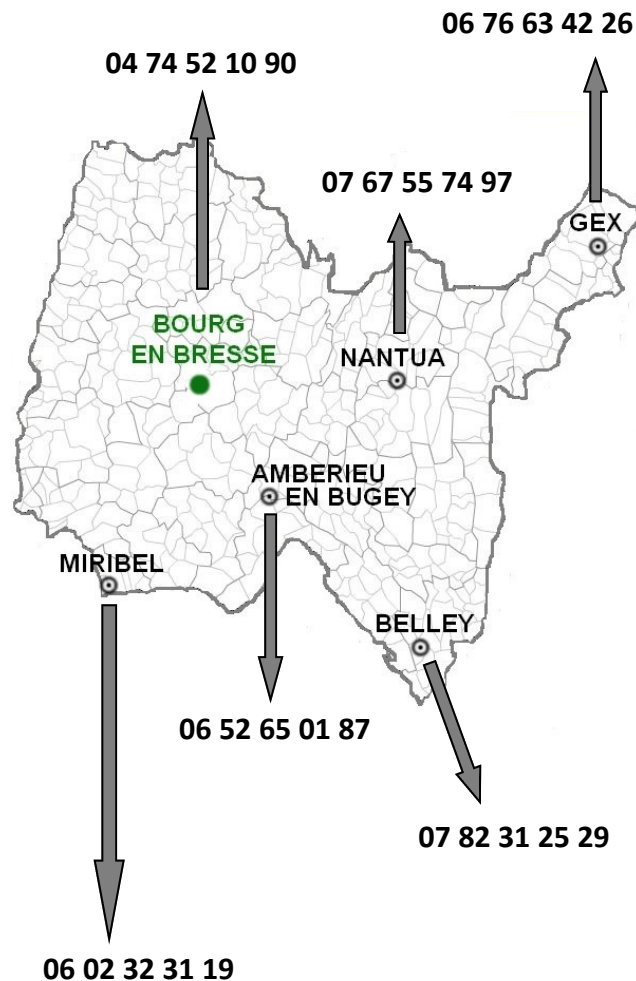 06 76 63 42 26
04 74 52 10 90
07 67 55 74 97
GEX
BOURG
EN BRESSE
NANTUA
AMBERIEU
EN BUGEY
MIRIBEL
BELLEY
06 52 65 01 87
07 82 31 25 29
06 02 32 31 19